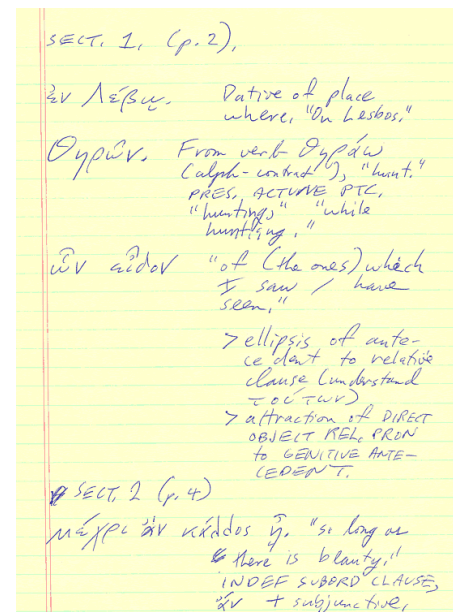 SECT. 1, (p. 2),
ἐν Λέσβῳ. Dative of place
where, "On Lesbos."
Θηρῶν. From verb Θηράω
(alph-contract), "hunt."
PRES. ACTIVE PTC,
"hunting," "while
hunting."
ὧν εἶδον "of (the ones) which
I saw / have
seen,"
> ellipsis of ante-
cedent to relative
clause (understand
τούτων)
> attraction of DIRECT
OBJECT REL. PRON
to GENITIVE ANTE-
CEDENT.
SECT. 2 (p. 4)
μέχρι ἂν κάλλος ᾖ. "so long as
there is beauty,"
INDEF SUBORD CLAUSE,
ἄν + subjunctive,